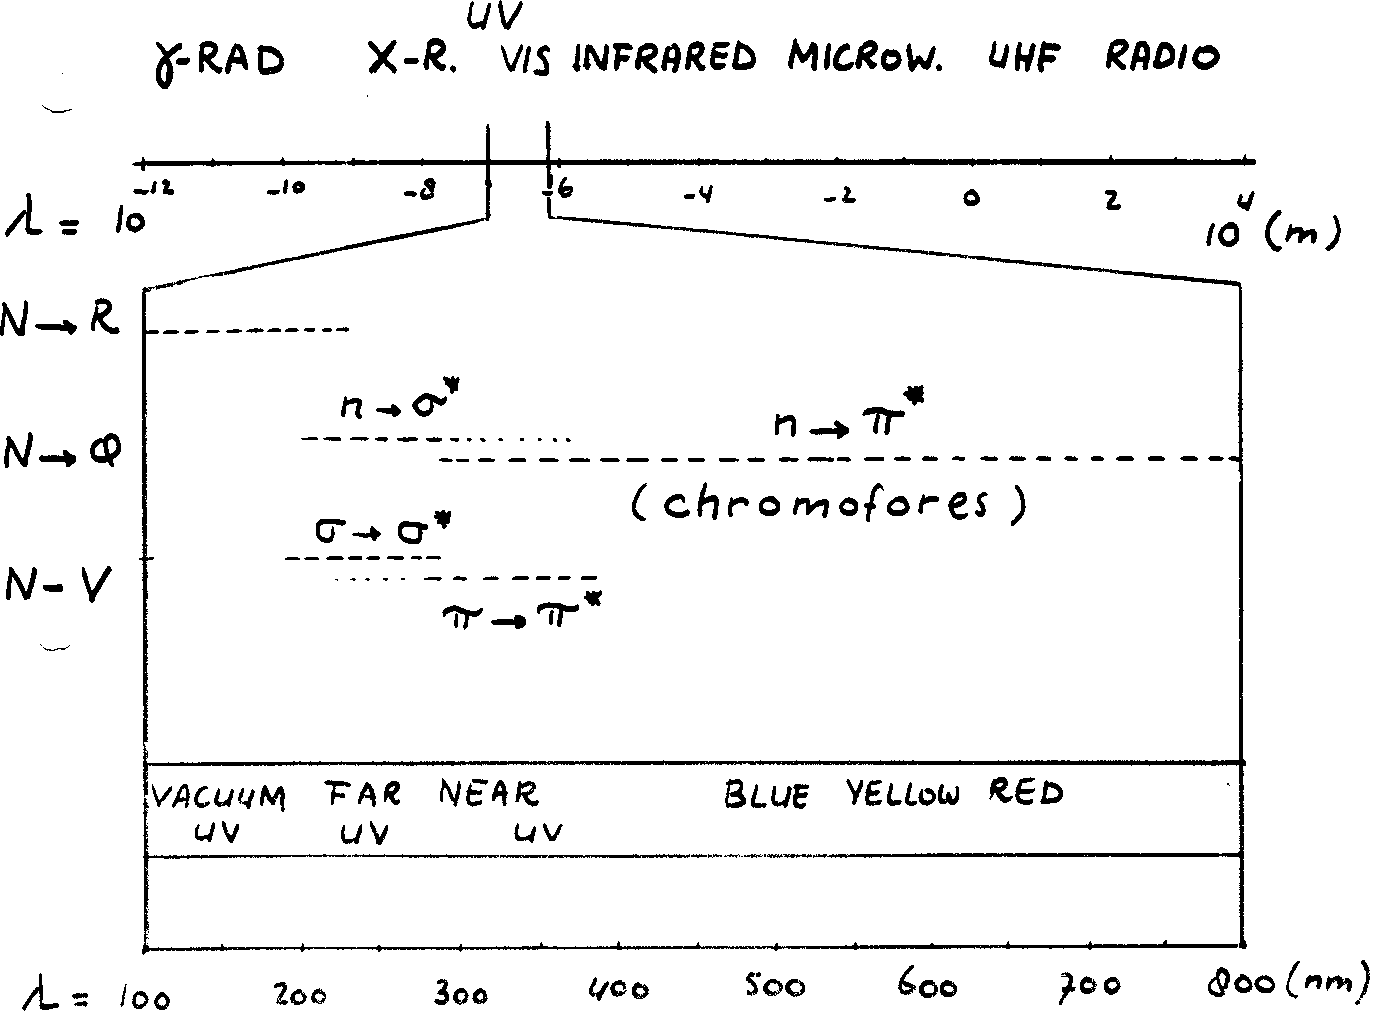 UV
γ-RAD X-R. VIS INFRARED MICROW. UHF RADIO
-12 -10 -8 -6 -4 -2 0 2 4
λ = 10 10 (m)
N → R
n → σ*
n → π*
N → Q
(chromofores)
σ → σ*
N - V
π → π*
VACUUM FAR NEAR BLUE YELLOW RED
UV UV UV
λ = 100 200 300 400 500 600 700 800 (nm)